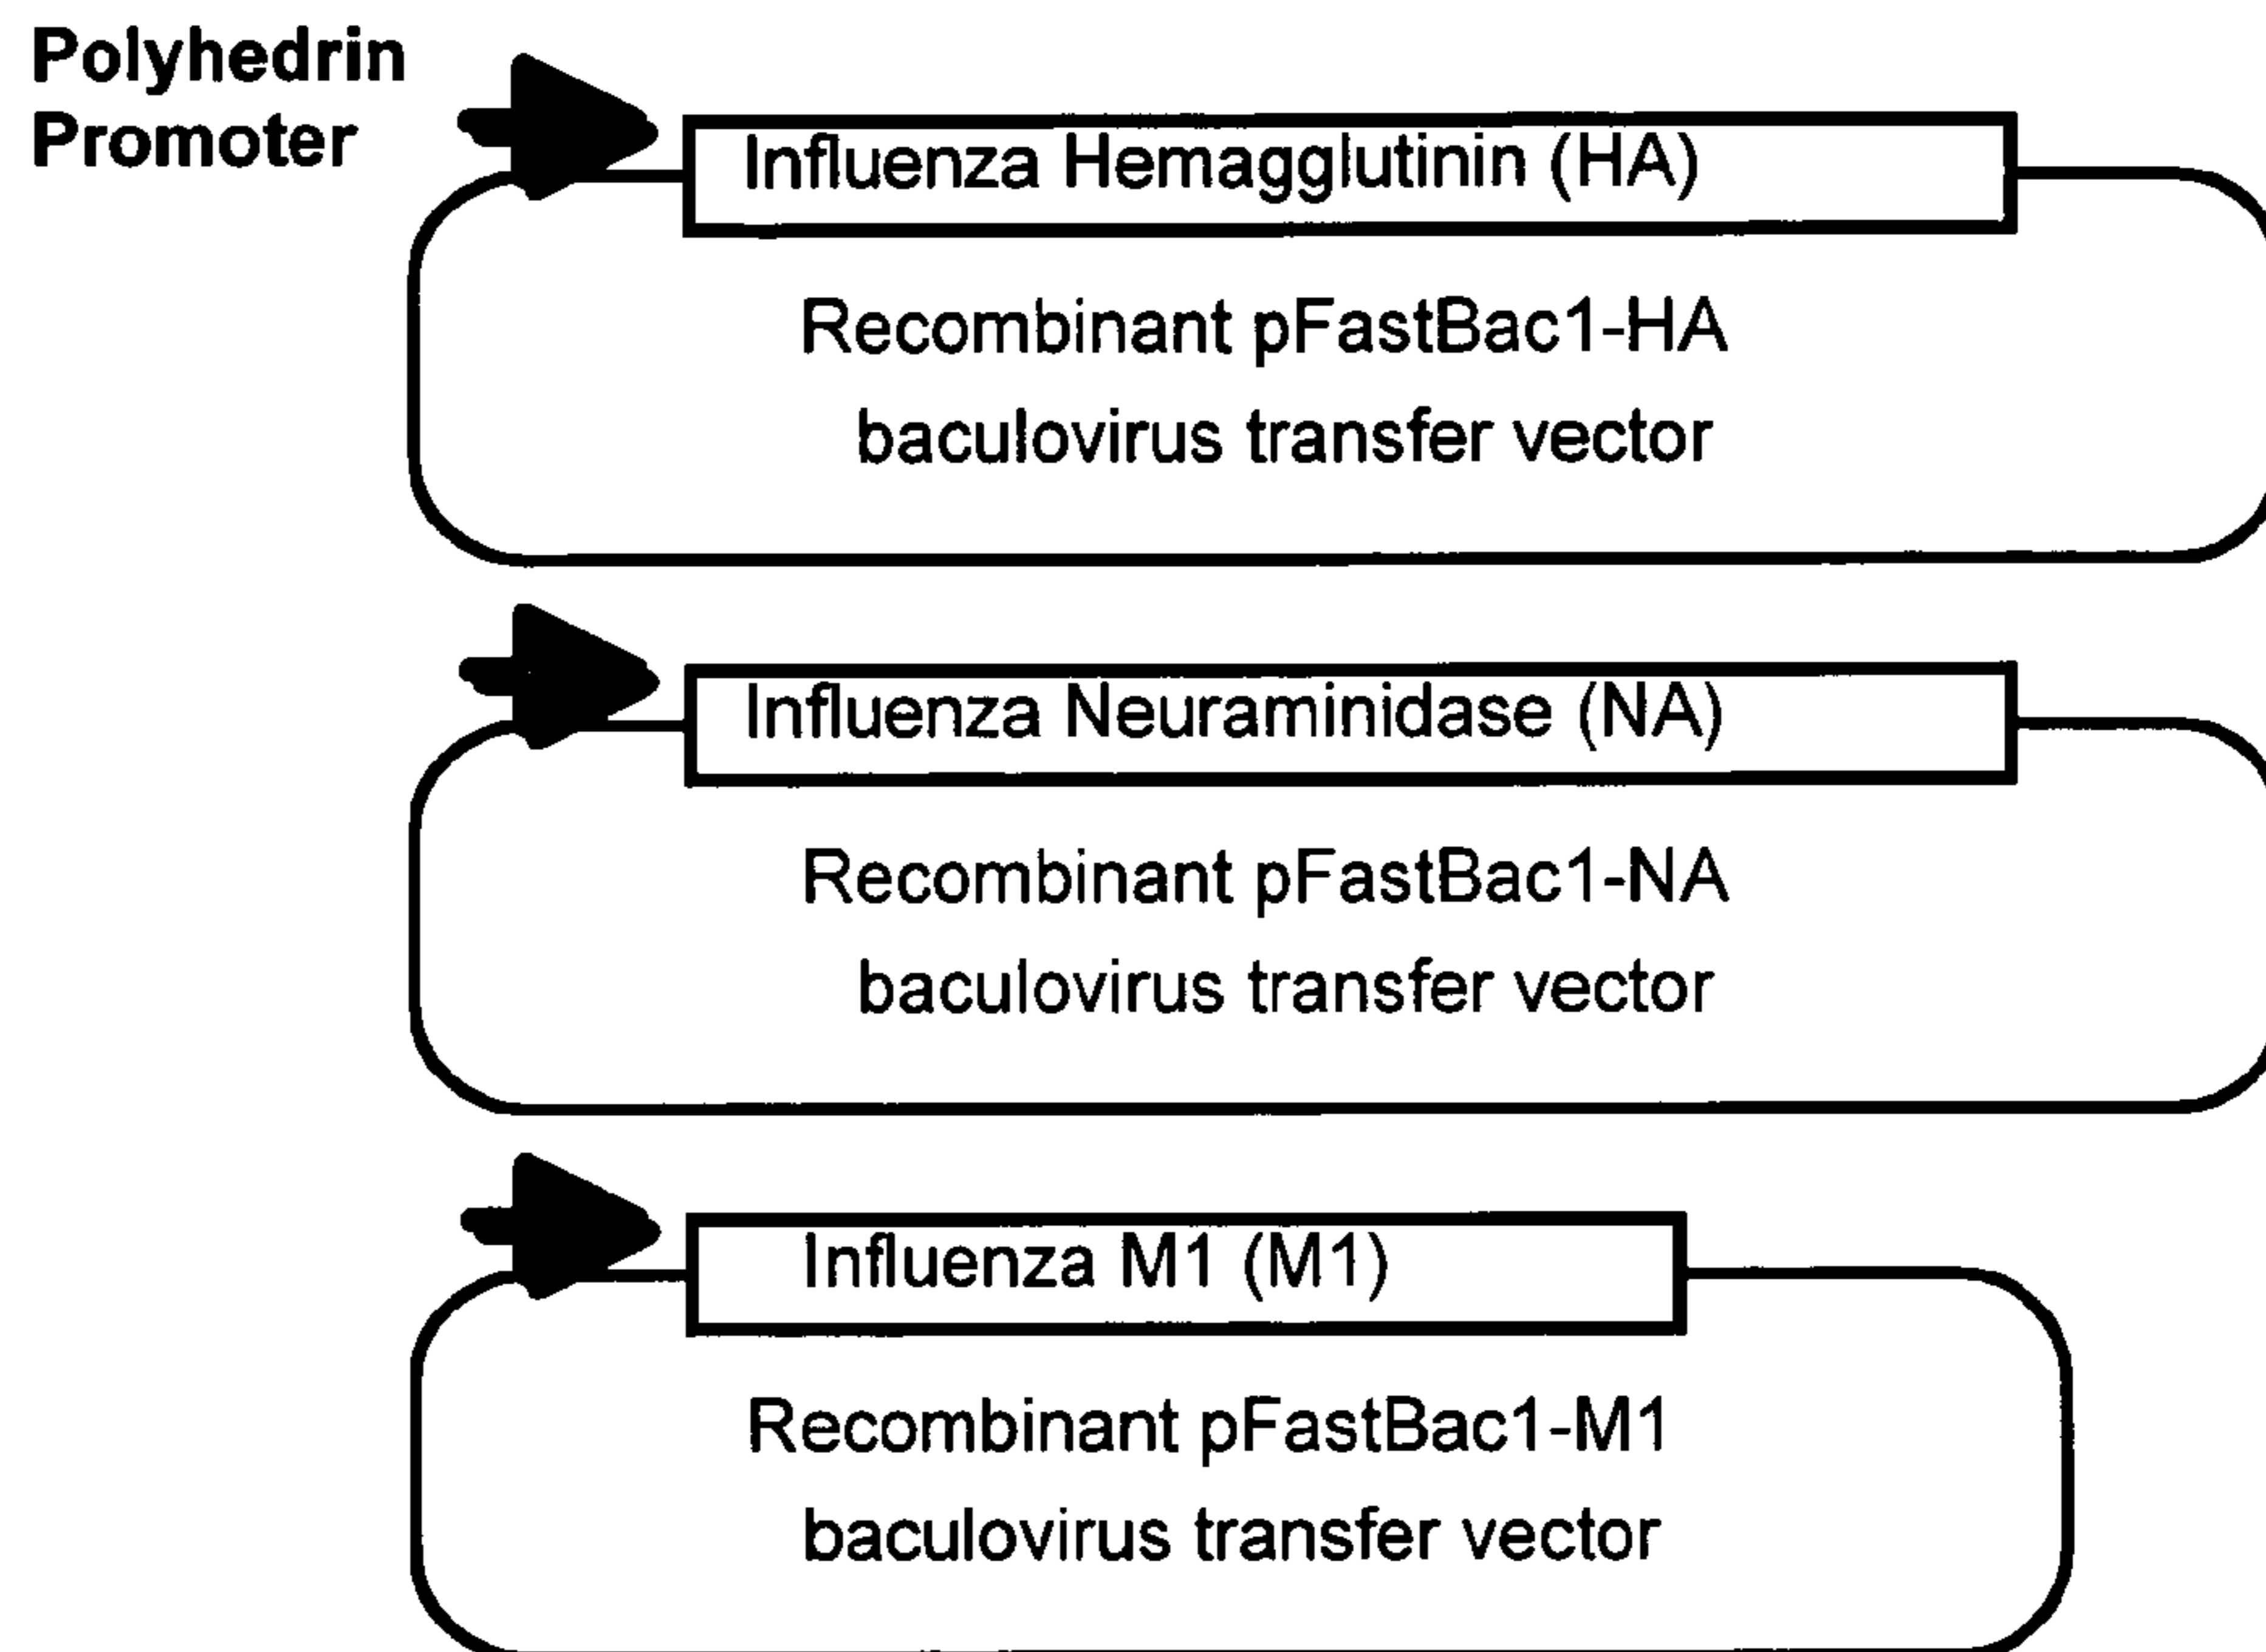 Polyhedrin
Promoter
Influenza Hemagglutinin (HA)
Recombinant pFastBac1-HA
baculovirus transfer vector
Influenza Neuraminidase (NA)
Recombinant pFastBac1-NA
baculovirus transfer vector
Influenza M1 (M1)
Recombinant pFastBac1-M1
baculovirus transfer vector